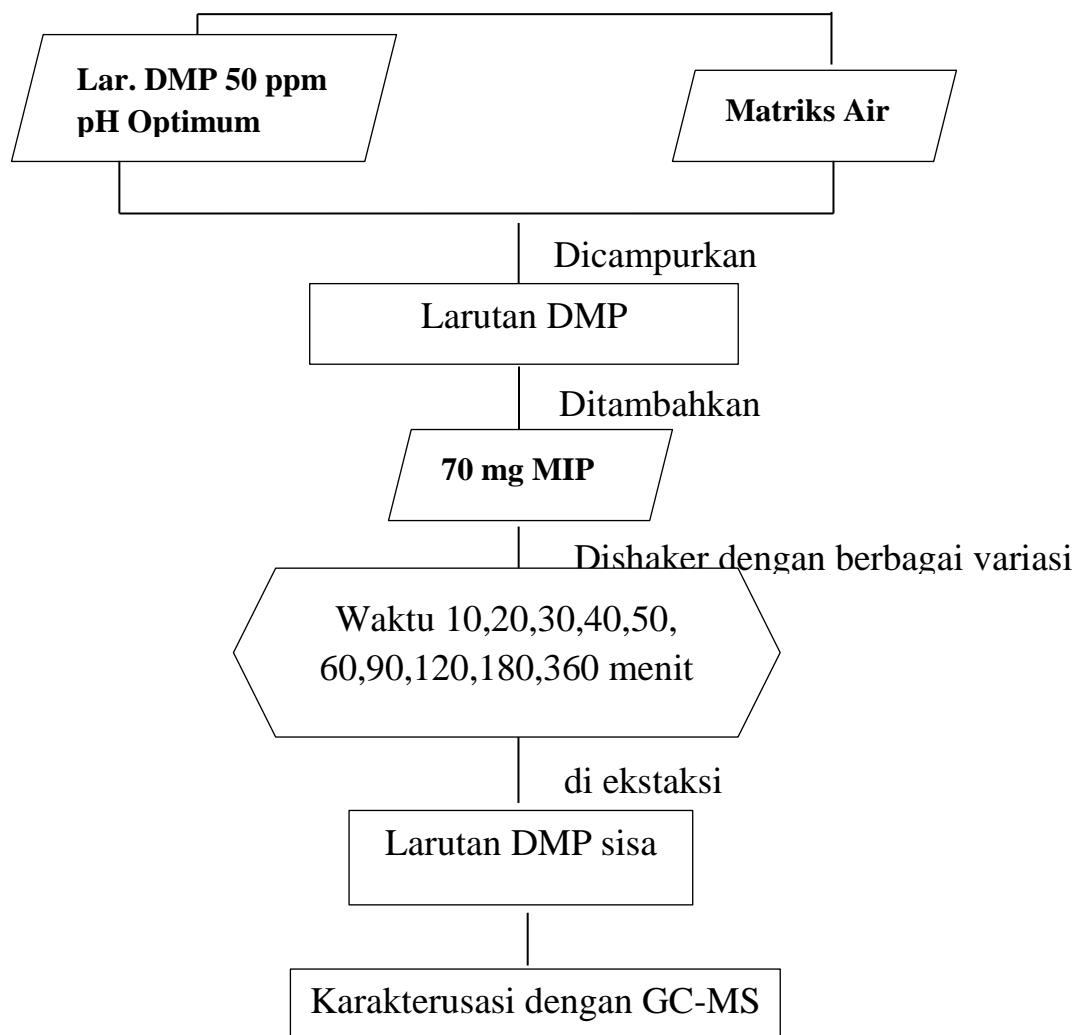 Lar. DMP 50 ppm
pH Optimum
Matriks Air
Dicampurkan
Larutan DMP
Ditambahkan
70 mg MIP
Dishaker dengan berbagai variasi
Waktu 10,20,30,40,50,
60,90,120,180,360 menit
di ekstaksi
Larutan DMP sisa
Karakterusasi dengan GC-MS